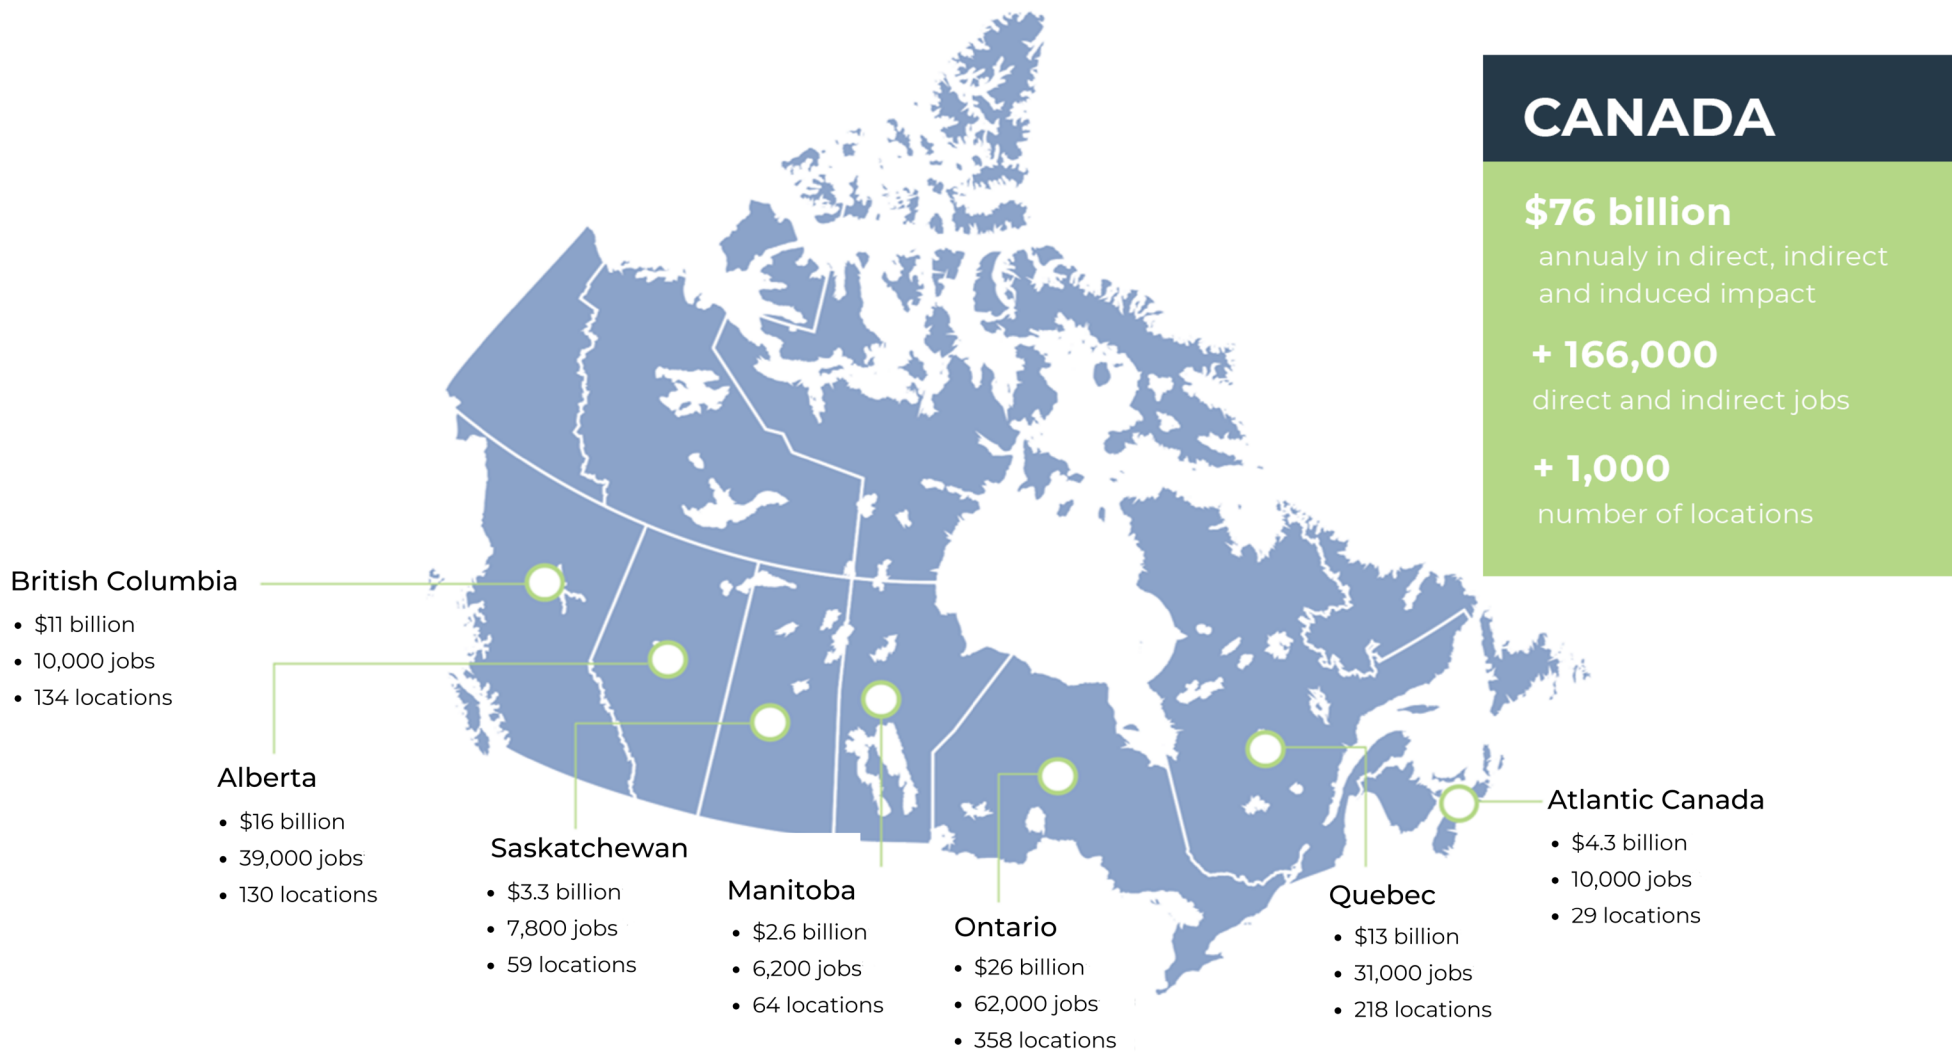 CANADA
$76 billion
annualy in direct, indirect
and induced impact
+ 166,000
direct and indirect jobs
+ 1,000
number of locations
British Columbia
• $11 billion
• 10,000 jobs
• 134 locations
Alberta
• $16 billion
• 39,000 jobs
• 130 locations
Saskatchewan
• $3.3 billion
• 7,800 jobs
• 59 locations
Manitoba
• $2.6 billion
• 6,200 jobs
• 64 locations
Ontario
• $26 billion
• 62,000 jobs
• 358 locations
Quebec
• $13 billion
• 31,000 jobs
• 218 locations
Atlantic Canada
• $4.3 billion
• 10,000 jobs
• 29 locations